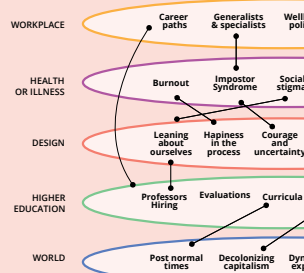 WORKPLACE
Career
paths
Generalists
& specialists
HEALTH
OR ILLNESS
Burnout
Impostor
Syndrome
Social
stigma
DESIGN
Leaning
about
ourselves
Hapiness
in the
process
Courage
and
uncertainty
HIGHER
EDUCATION
Professors
Hiring
Evaluations
Curricula
WORLD
Post normal
times
Decolonizing
capitalism